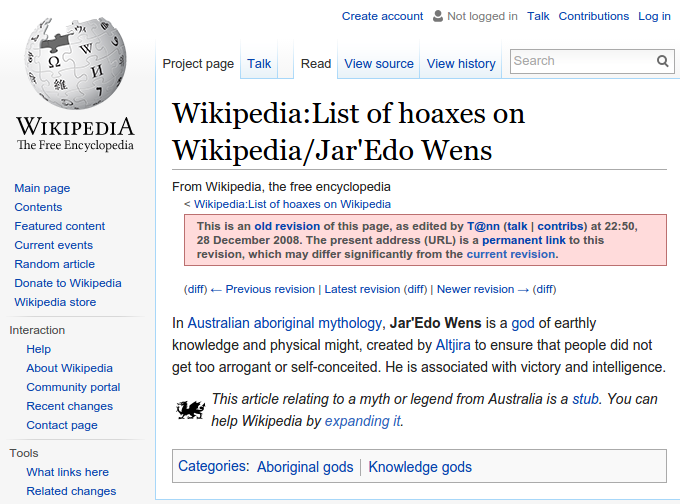 Create account Not logged in Talk Contributions Log in
Project page Talk Read View source View history Search
WIKIPEDIA
The Free Encyclopedia
Main page
Contents
Featured content
Current events
Random article
Donate to Wikipedia
Wikipedia store
Interaction
Help
About Wikipedia
Community portal
Recent changes
Contact page
Tools
What links here
Related changes
Wikipedia:List of hoaxes on
Wikipedia/Jar'Edo Wens
From Wikipedia, the free encyclopedia
< Wikipedia:List of hoaxes on Wikipedia
This is an old revision of this page, as edited by T@nn (talk | contribs) at 22:50,
28 December 2008. The present address (URL) is a permanent link to this
revision, which may differ significantly from the current revision.
(diff) ← Previous revision | Latest revision (diff) | Newer revision → (diff)
In Australian aboriginal mythology, Jar'Edo Wens is a god of earthly
knowledge and physical might, created by Altjira to ensure that people did not
get too arrogant or self-conceited. He is associated with victory and intelligence.
This article relating to a myth or legend from Australia is a stub. You can
help Wikipedia by expanding it.
Categories: Aboriginal gods | Knowledge gods